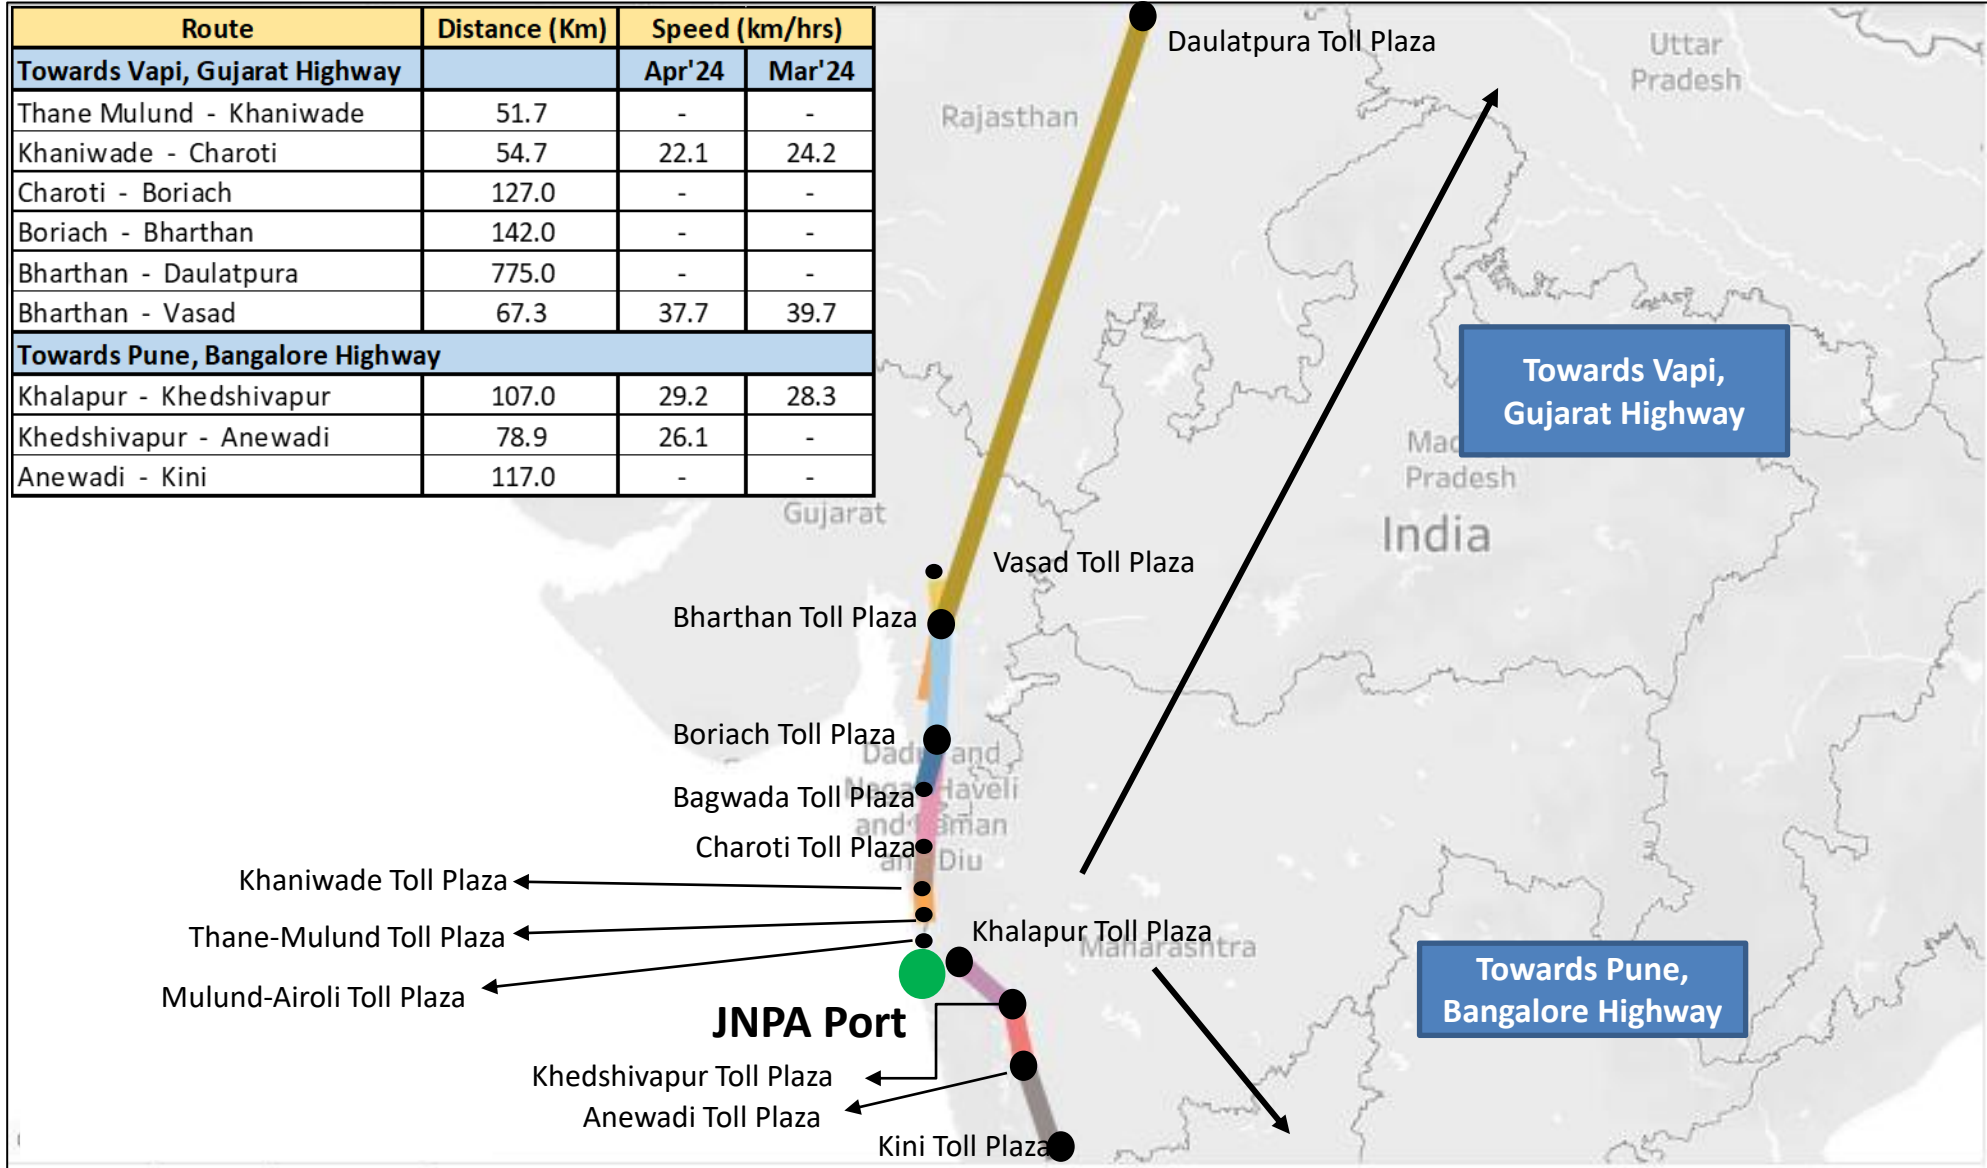 Route Distance (Km) Speed (km/hrs)
Towards Vapi, Gujarat Highway Apr'24 Mar'24
Thane Mulund - Khaniwade 51.7 - -
Khaniwade - Charoti 54.7 22.1 24.2
Charoti - Boriach 127.0 - -
Boriach - Bharthan 142.0 - -
Bharthan - Daulatpura 775.0 - -
Bharthan - Vasad 67.3 37.7 39.7
Towards Pune, Bangalore Highway
Khalapur - Khedshivapur 107.0 29.2 28.3
Khedshivapur - Anewadi 78.9 26.1 -
Anewadi - Kini 117.0 - -
Daulatpura Toll Plaza
Uttar
Pradesh
Rajasthan
Towards Vapi,
Gujarat Highway
Pradesh
Gujarat
India
Vasad Toll Plaza
Bharthan Toll Plaza
Boriach Toll Plaza
and
Haveli
and
Diu
Bagwada Toll Plaza
Charoti Toll Plaza
Khaniwade Toll Plaza
Thane-Mulund Toll Plaza
Mulund-Airoli Toll Plaza
Khalapur Toll Plaza
Maharashtra
JNPA Port
Towards Pune,
Bangalore Highway
Khedshivapur Toll Plaza
Anewadi Toll Plaza
Kini Toll Plaza